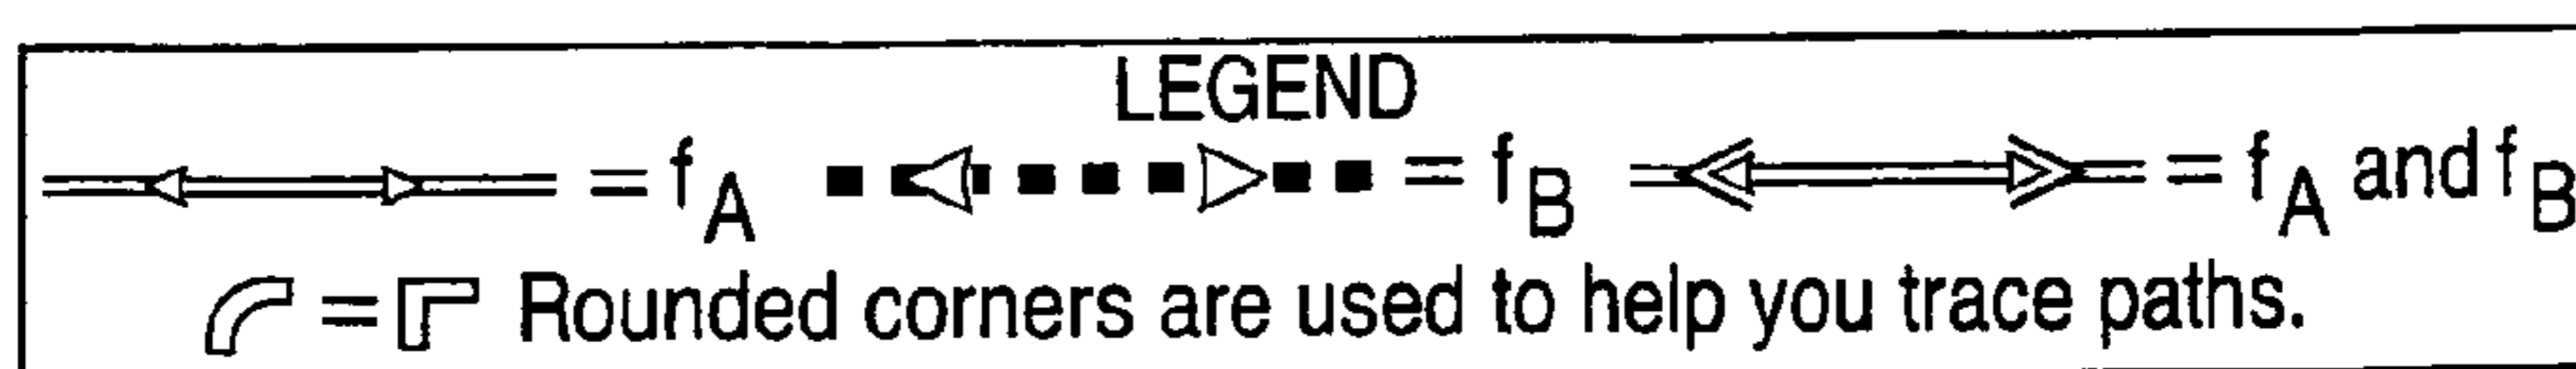 LEGEND
= fA = fB = fA and fB
= Rounded corners are used to help you trace paths.